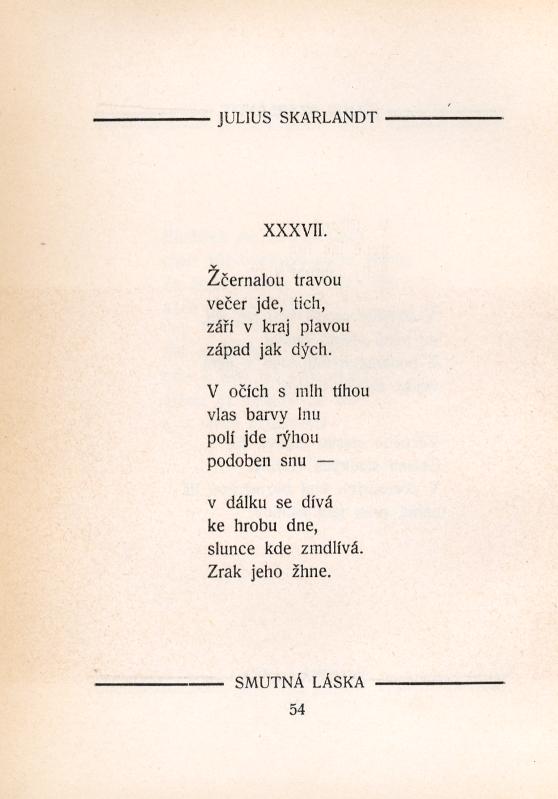 JULIUS SKARLANDT
XXXVII.
Žčernalou travou
večer jde, tich,
září v kraj plavou
západ jak dých.
V očích s mlh tíhou
vlas barvy lnu
polí jde rýhou
podoben snu —
v dálku se dívá
ke hrobu dne,
slunce kde zmdlívá.
Zrak jeho žhne.
SMUTNÁ LÁSKA
54